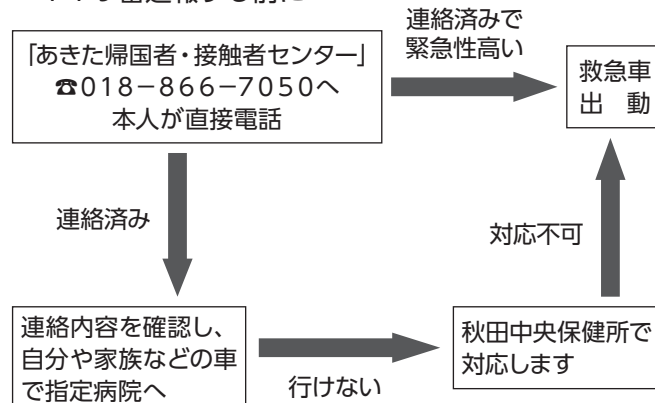 「あきた帰国者・接触者センター」
☎018−866−7050へ
本人が直接電話
連絡済みで
緊急性高い
救急車
出　動
連絡済み
対応不可
連絡内容を確認し、
自分や家族などの車
で指定病院へ
行けない
秋田中央保健所で
対応します